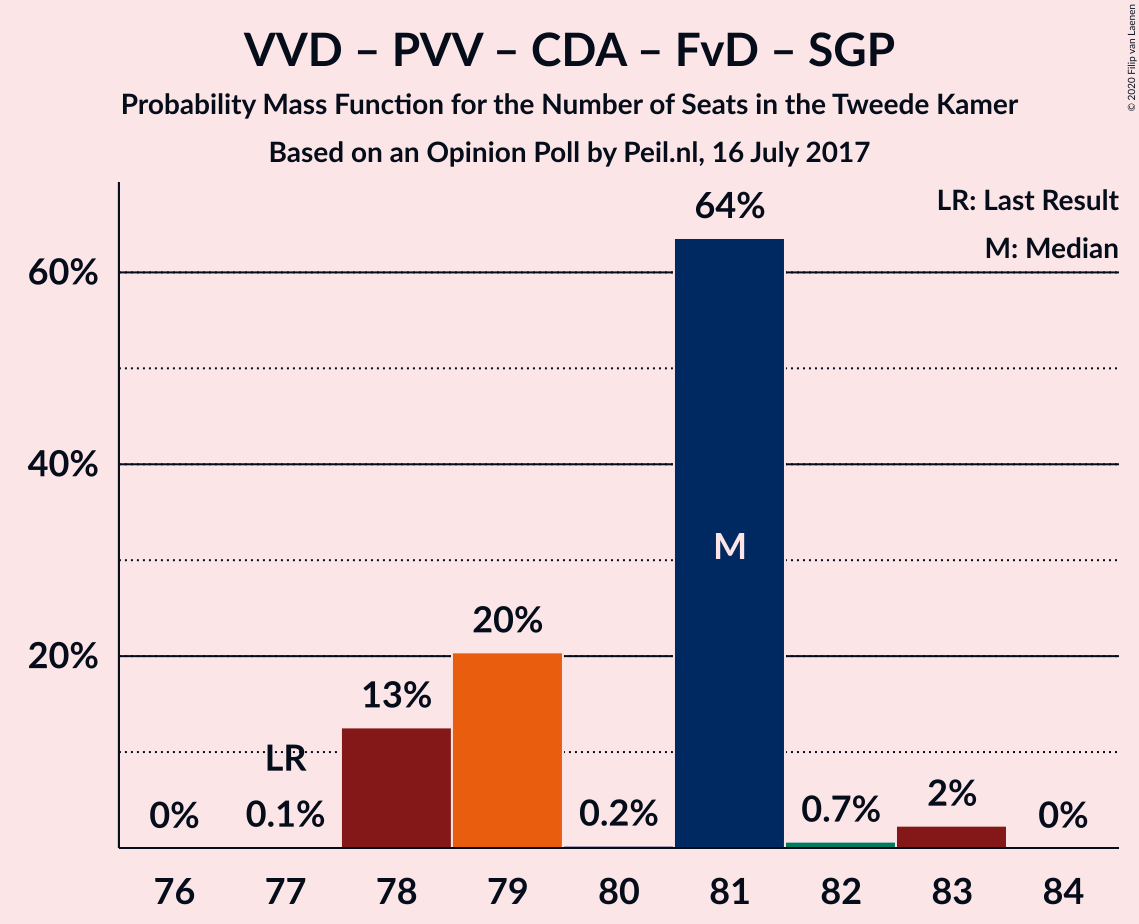 VVD – PVV – CDA – FvD – SGP
Probability Mass Function for the Number of Seats in the Tweede Kamer
Based on an Opinion Poll by Peil.nl, 16 July 2017
© 2020 Filip van Laenen
LR: Last Result
M: Median
64%
60%
40%
M
20%
20%
13%
LR
0%
0.1%
0.2%
0.7%
2%
0%
76 77 78 79 80 81 82 83 84